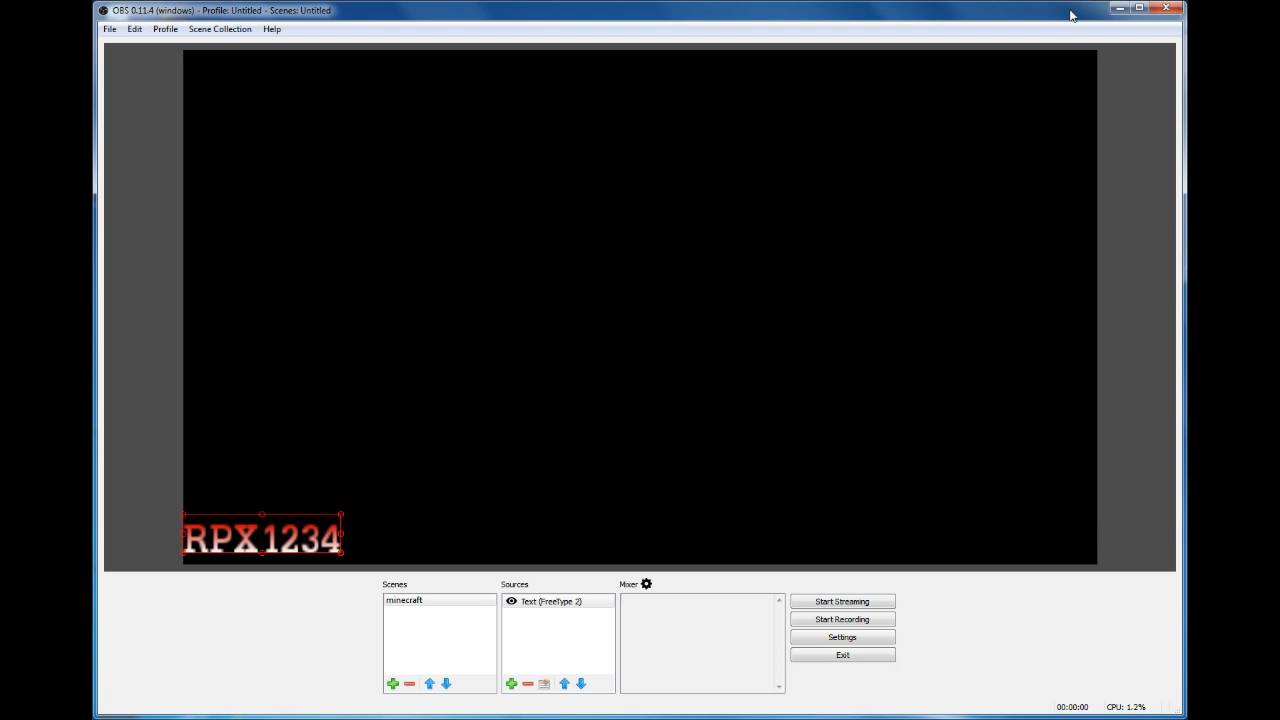 OBS 0.11.4 (windows) - Profile: Untitled - Scenes: Untitled
File Edit Profile Scene Collection Help
RPX1234
Scenes Sources Mixer
minecraft
Text (FreeType 2)
Start Streaming
Start Recording
Settings
Exit
00:00:00 CPU: 1.2%